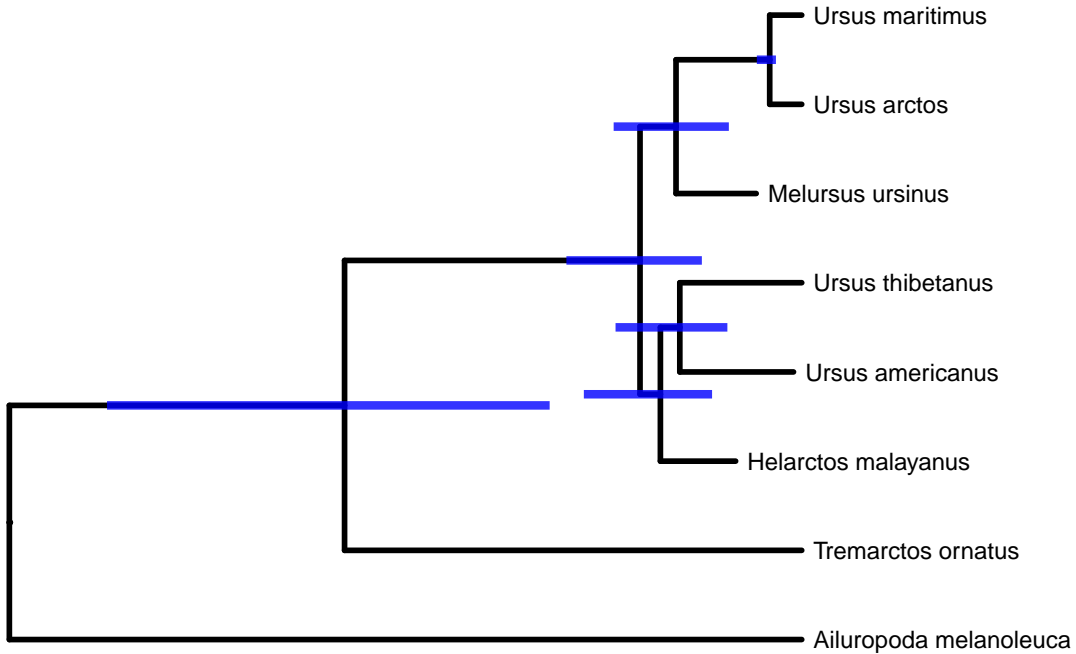 Ursus maritimus
Ursus arctos
Melursus ursinus
Ursus thibetanus
Ursus americanus
Helarctos malayanus
Tremarctos ornatus
Ailuropoda melanoleuca